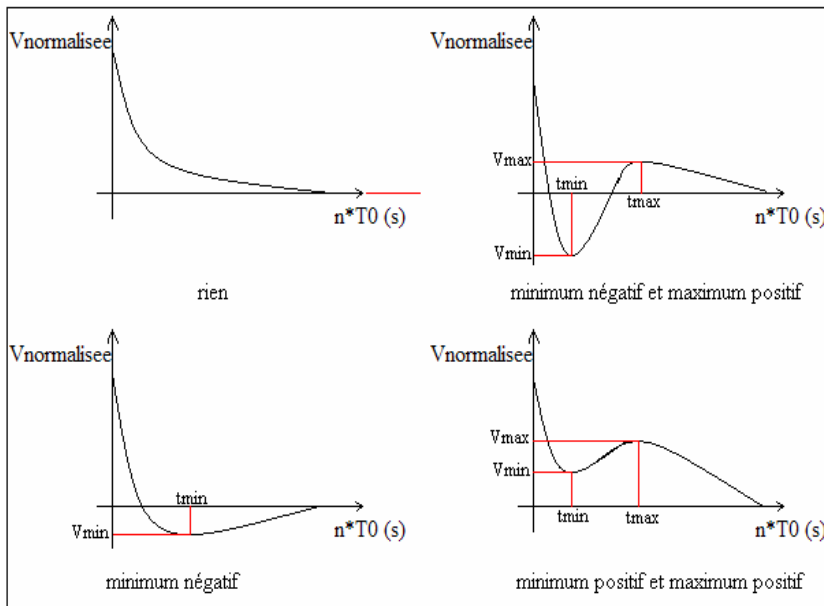 Vnormalisee
n*T0 (s)
rien
Vnormalisee
Vmax
tmin
tmax
Vmin
n*T0 (s)
minimum négatif et maximum positif
Vnormalisee
tmin
Vmin
n*T0 (s)
minimum négatif
Vnormalisee
Vmax
Vmin
tmin
tmax
n*T0 (s)
minimum positif et maximum positif